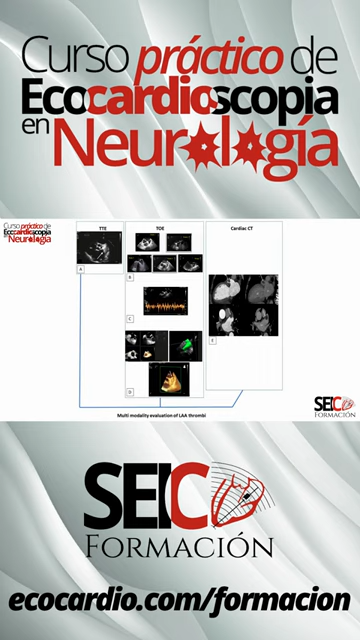 Curso práctico de
Ecocardioscopia
en Neurología
Curso práctico de
Ecocardioscopia
en Neurología
TTE
TOE
Cardiac CT
A
B
C
D
E
Multi modality evaluation of LAA thrombi
SEIC
FORMACIÓN
SEIC
FORMACIÓN
ecocardio.com/formacion